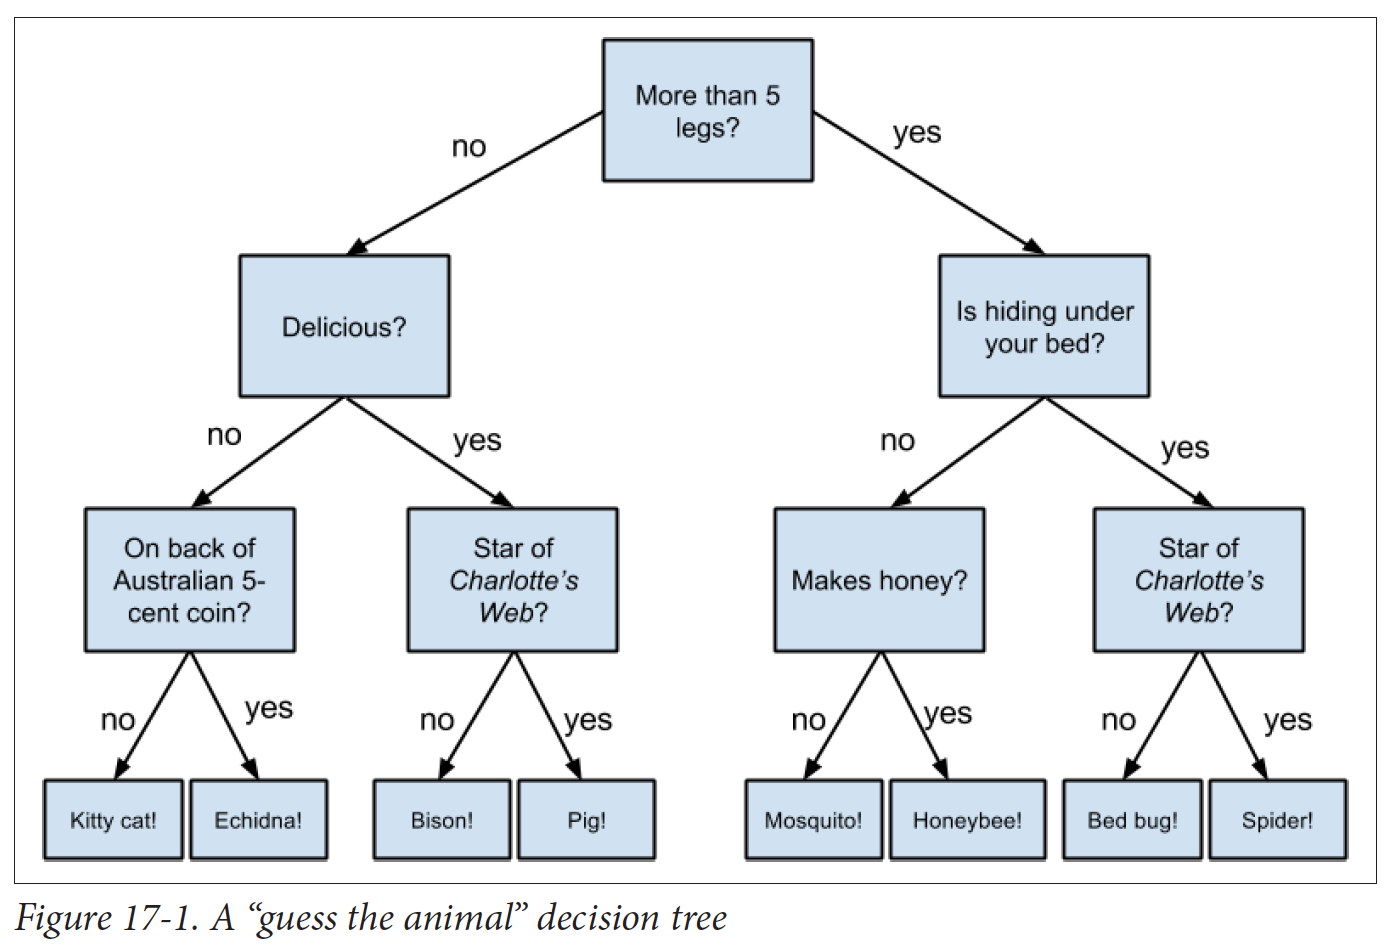 More than 5
legs?
no
yes
Delicious?
Is hiding under
your bed?
no
yes
no
yes
On back of
Australian 5-
cent coin?
Star of
Charlotte's
Web?
Makes honey?
Star of
Charlotte's
Web?
no
yes
no
yes
no
yes
no
yes
Kitty cat!
Echidna!
Bison!
Pig!
Mosquito!
Honeybee!
Bed bug!
Spider!
Figure 17-1. A “guess the animal” decision tree